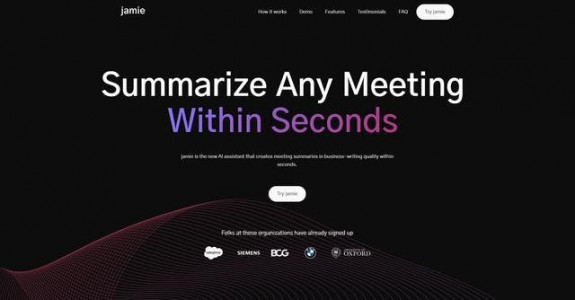 jamie
How it works Demo Features Testimonials FAQ Try jamie
Summarize Any Meeting
Within Seconds
jamie is the new AI assistant that creates meeting summaries in business-writing quality within
seconds.
Try jamie
Folks at these organizations have already signed up
salesforce SIEMENS BCG BMW UNIVERSITY OF
OXFORD